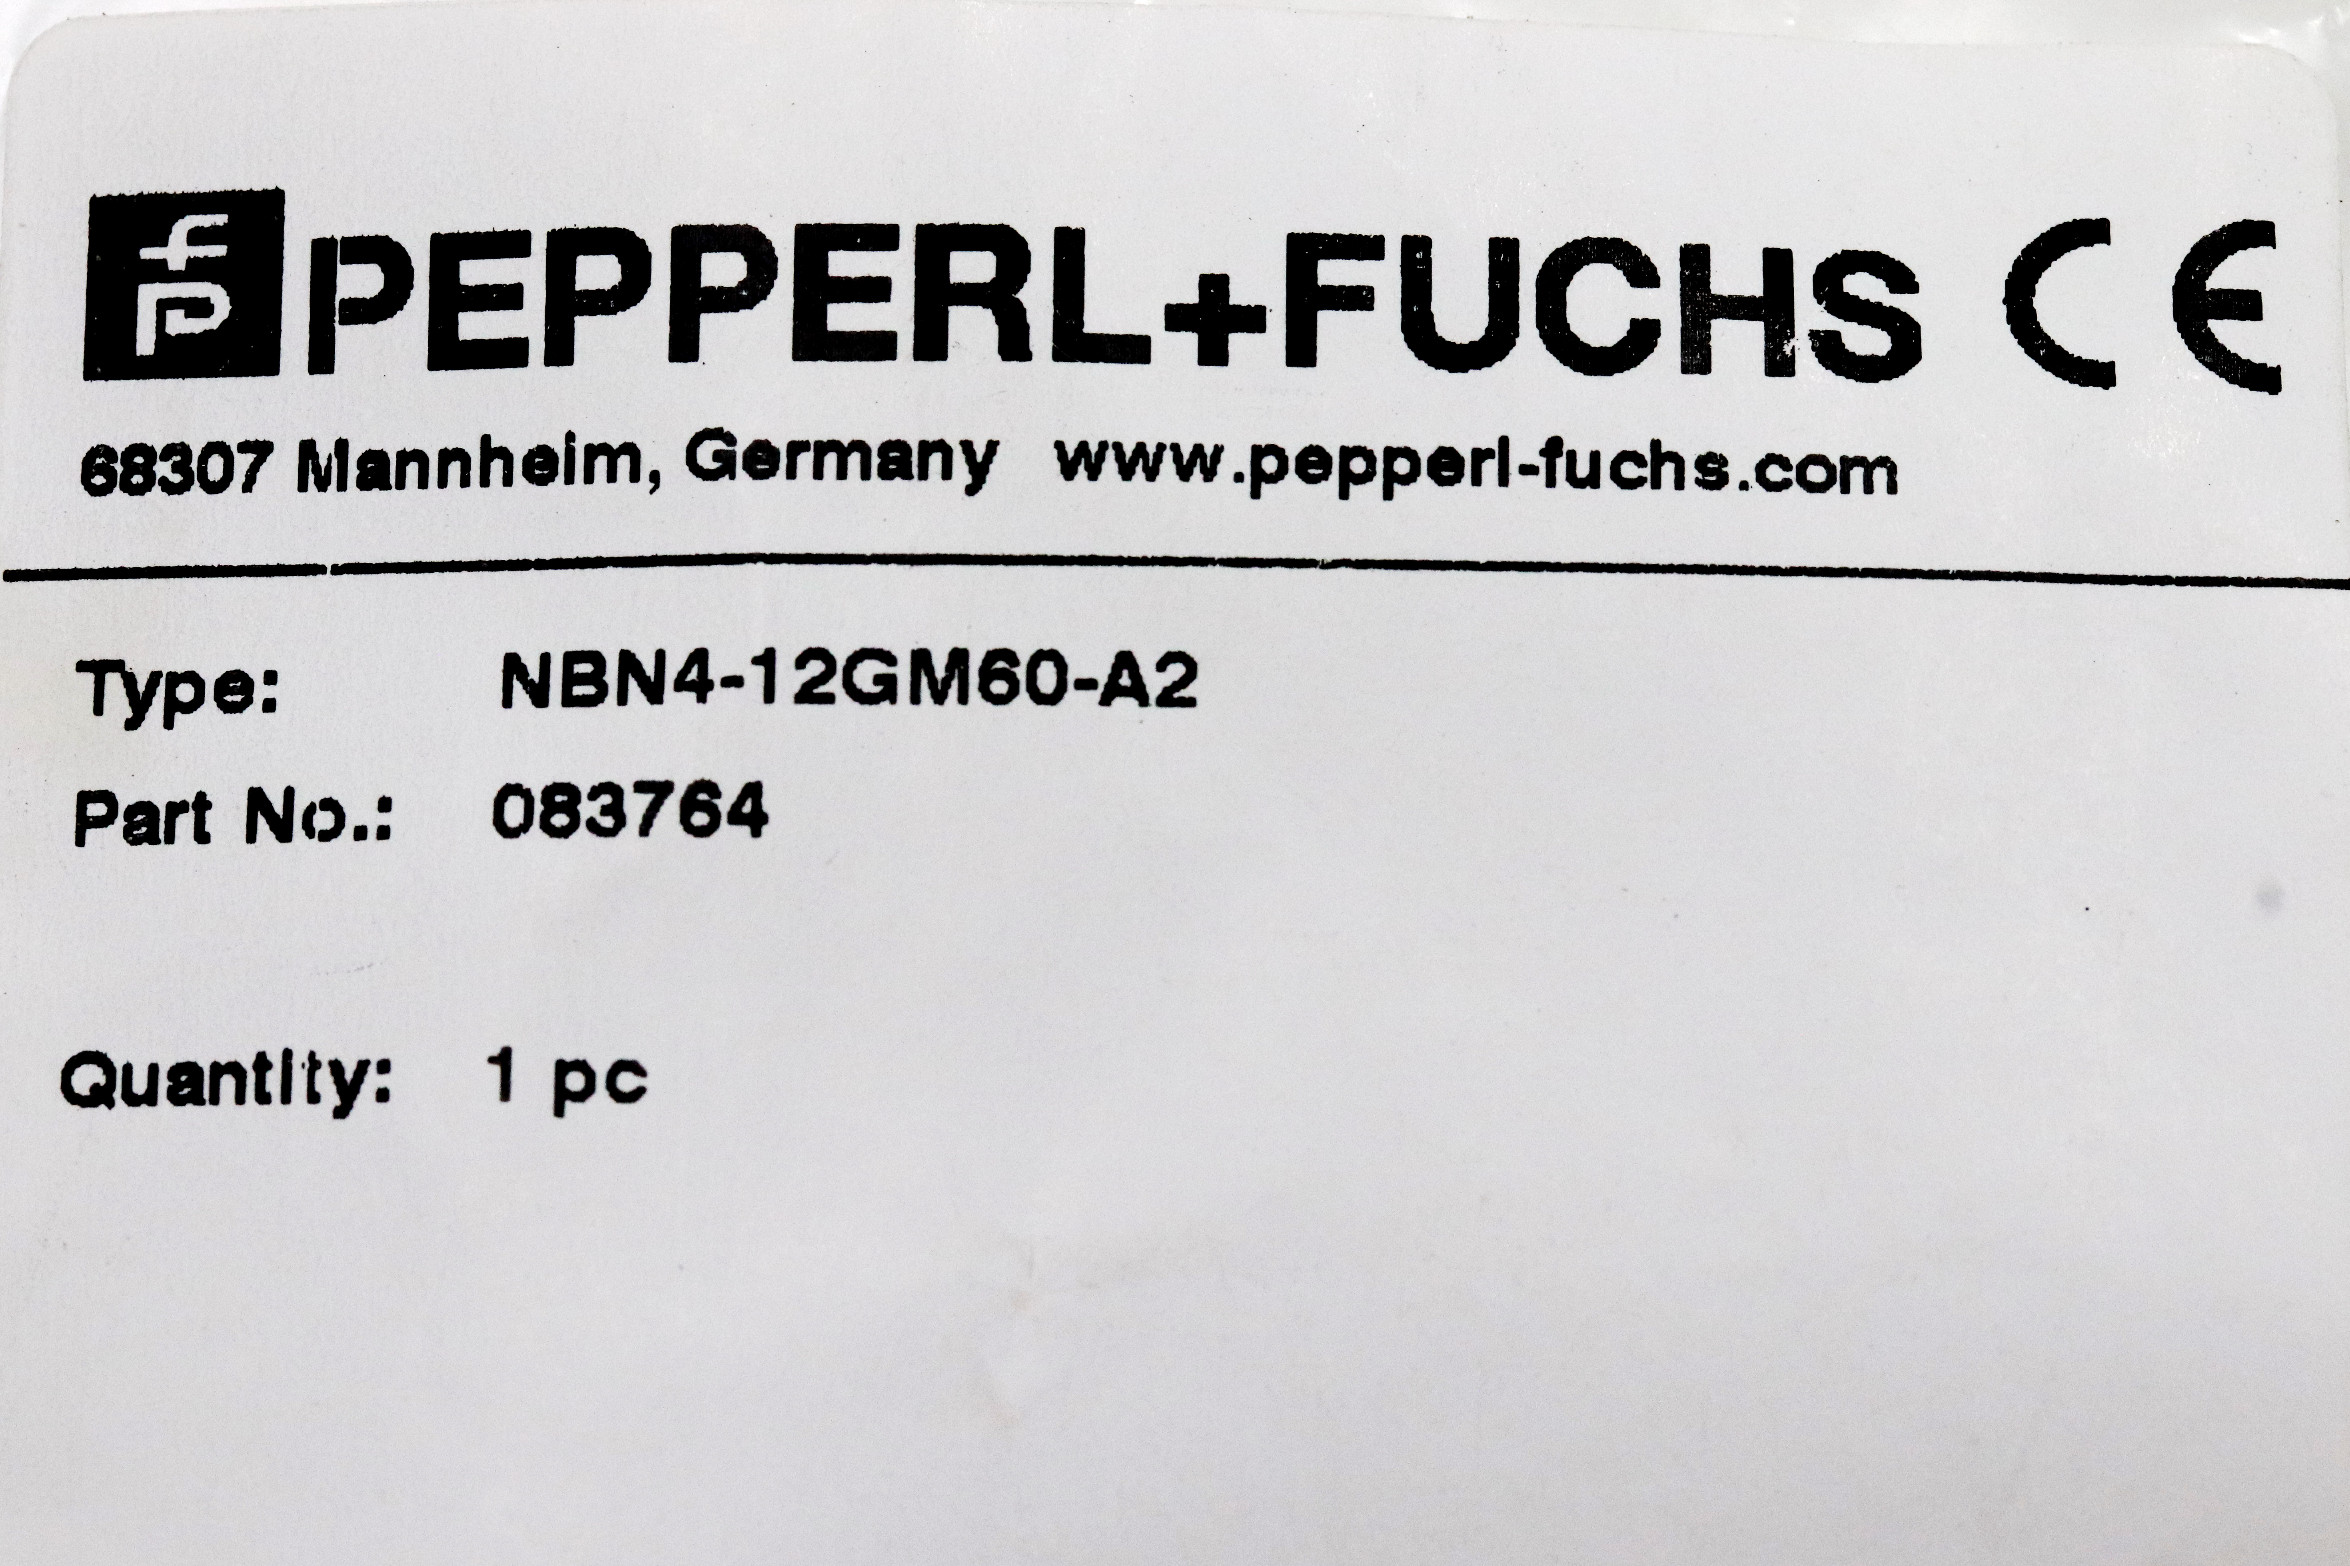 fp PEPPERL+FUCHS CE
68307 Mannheim, Germany www.pepperl-fuchs.com
Type: NBN4-12GM60-A2
Part No.: 083764
Quantity: 1 pc